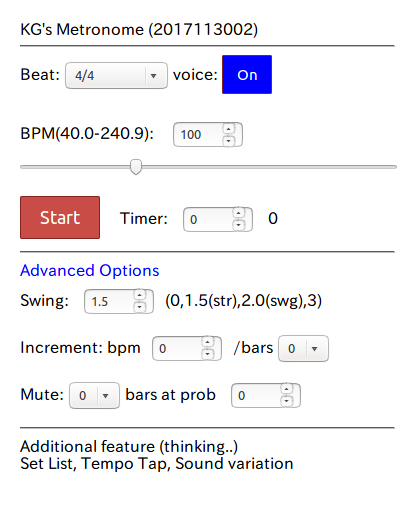 KG's Metronome (2017113002)
Beat: 4/4 voice: On
BPM(40.0-240.9): 100
Start Timer: 0 0
Advanced Options
Swing: 1.5 (0,1.5(str),2.0(swg),3)
Increment: bpm 0 /bars 0
Mute: 0 bars at prob 0
Additional feature (thinking..)
Set List, Tempo Tap, Sound variation